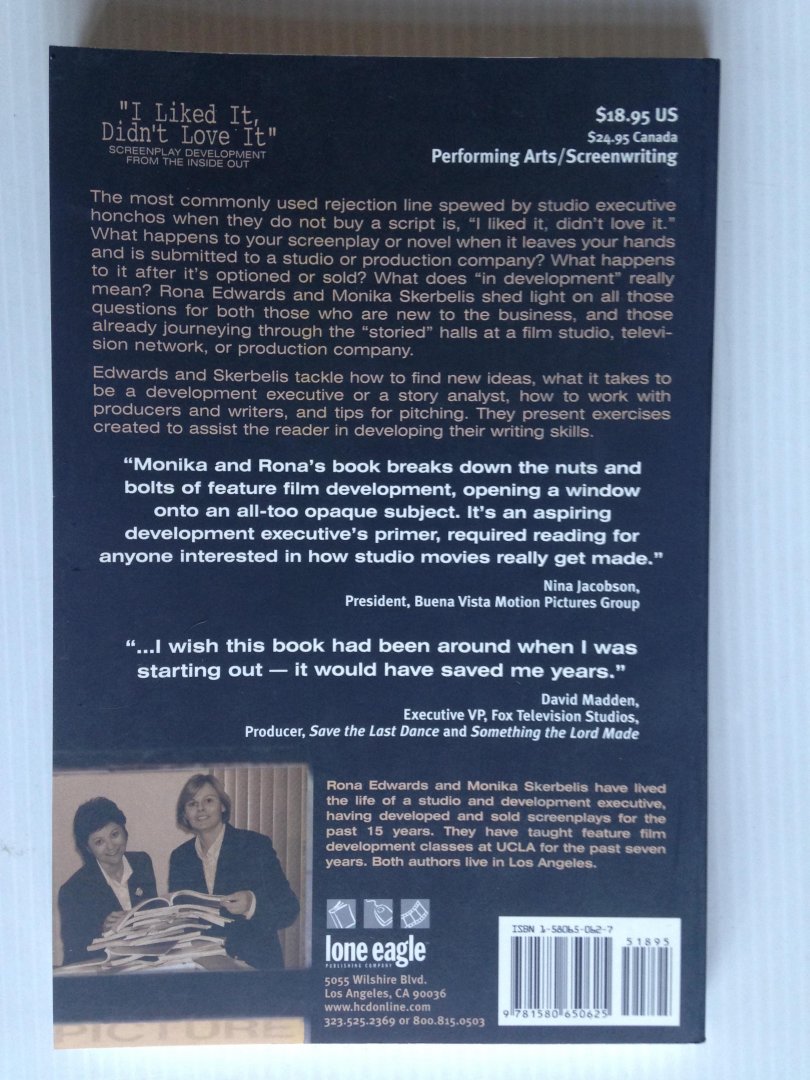 "I Liked It,
Didn't Love It"
SCREENPLAY DEVELOPMENT
FROM THE INSIDE OUT
$18.95 US
$24.95 Canada
Performing Arts/Screenwriting
The most commonly used rejection line spewed by studio executive
honchos when they do not buy a script is, “I liked it, didn’t love it.”
What happens to your screenplay or novel when it leaves your hands
and is submitted to a studio or production company? What happens
to it after it’s optioned or sold? What does “in development” really
mean? Rona Edwards and Monika Skerbelis shed light on all those
questions for both those who are new to the business, and those
already journeying through the “storied” halls at a film studio, televi-
sion network, or production company.
Edwards and Skerbelis tackle how to find new ideas, what it takes to
be a development executive or a story analyst, how to work with
producers and writers, and tips for pitching. They present exercises
created to assist the reader in developing their writing skills.
“Monika and Rona’s book breaks down the nuts and
bolts of feature film development, opening a window
onto an all-too opaque subject. It’s an aspiring
development executive’s primer, required reading for
anyone interested in how studio movies really get made.”
Nina Jacobson,
President, Buena Vista Motion Pictures Group
“...I wish this book had been around when I was
starting out — it would have saved me years.”
David Madden,
Executive VP, Fox Television Studios,
Producer, Save the Last Dance and Something the Lord Made
Rona Edwards and Monika Skerbelis have lived
the life of a studio and development executive,
having developed and sold screenplays for the
past 15 years. They have taught feature film
development classes at UCLA for the past seven
years. Both authors live in Los Angeles.
lone eagle
PUBLISHING COMPANY
5055 Wilshire Blvd.
Los Angeles, CA 90036
www.hcdonline.com
323.525.2369 or 800.815.0503
ISBN 1-58065-062-7
51895
9 781580 650625
PICTURE